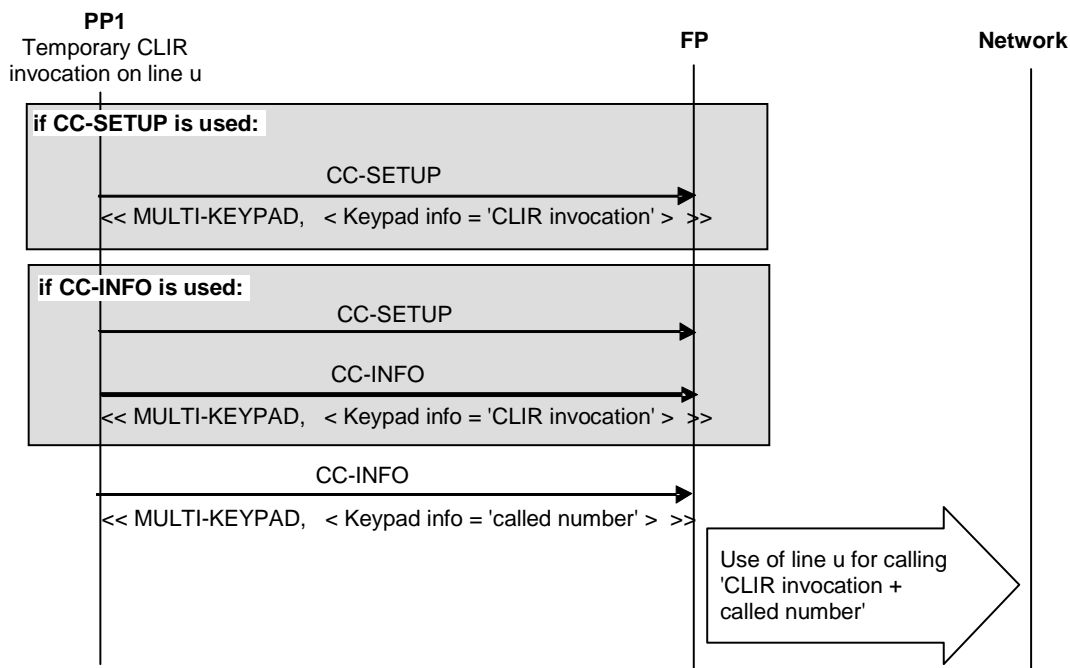 PP1
Temporary CLIR
invocation on line u
FP
Network
if CC-SETUP is used:
CC-SETUP
<< MULTI-KEYPAD, < Keypad info = 'CLIR invocation' > >>
if CC-INFO is used:
CC-SETUP
CC-INFO
<< MULTI-KEYPAD, < Keypad info = 'CLIR invocation' > >>
CC-INFO
<< MULTI-KEYPAD, < Keypad info = 'called number' > >>
Use of line u for calling
'CLIR invocation +
called number'